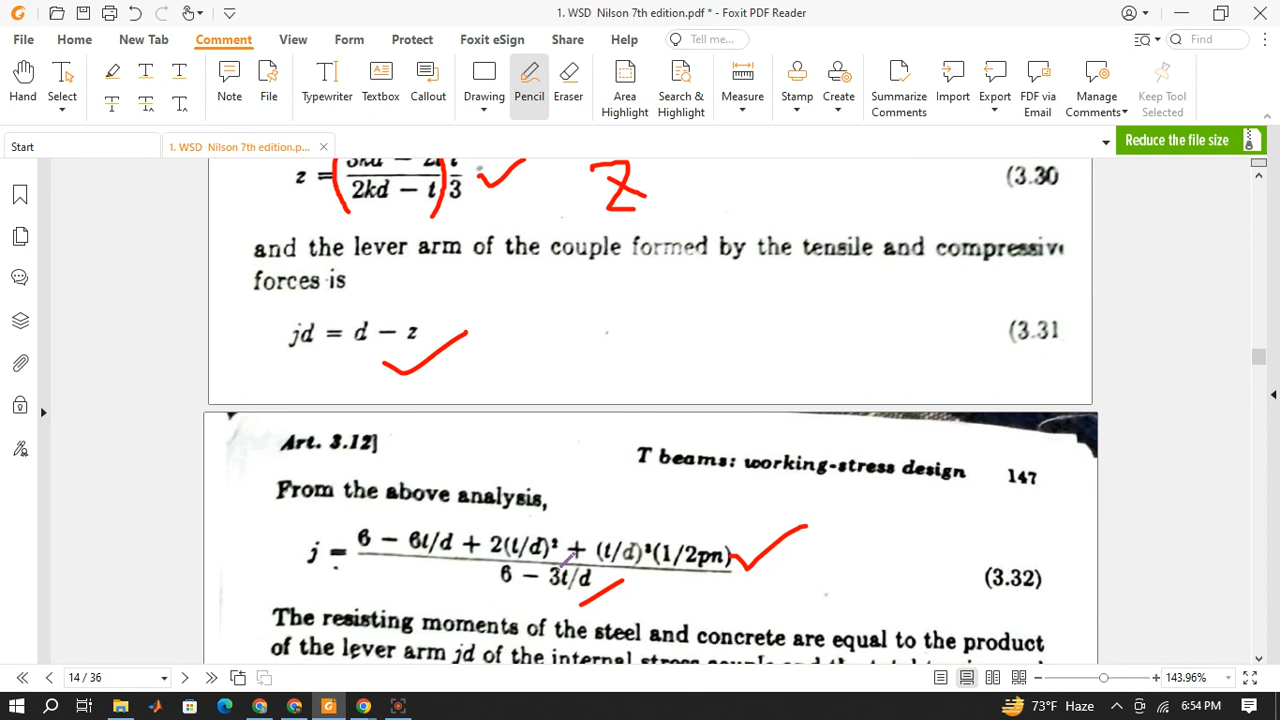 1. WSD Nilson 7th edition.pdf * - Foxit PDF Reader
File Home New Tab Comment View Form Protect Foxit eSign Share Help Tell me... Find
Hand Select Note File Typewriter Textbox Callout Drawing Pencil Eraser Area Highlight Search & Highlight Measure Stamp Create Summarize Comments Import Export FDF via Email Manage Comments Keep Tool Selected
Start 1. WSD Nilson 7th edition.p... Reduce the file size
z = 2kd − t 3 (3.30
Z
and the lever arm of the couple formed by the tensile and compressive
forces is
jd = d − z (3.31
Art. 3.12] T beams: working-stress design 147
From the above analysis,
j = 6 − 6t/d + 2(t/d)² + (t/d)³(1/2pn)
6 − 3t/d (3.32)
The resisting moments of the steel and concrete are equal to the product
of the lever arm jd of the internal stress couple and the total
14 / 36 143.96%
73°F Haze 6:54 PM